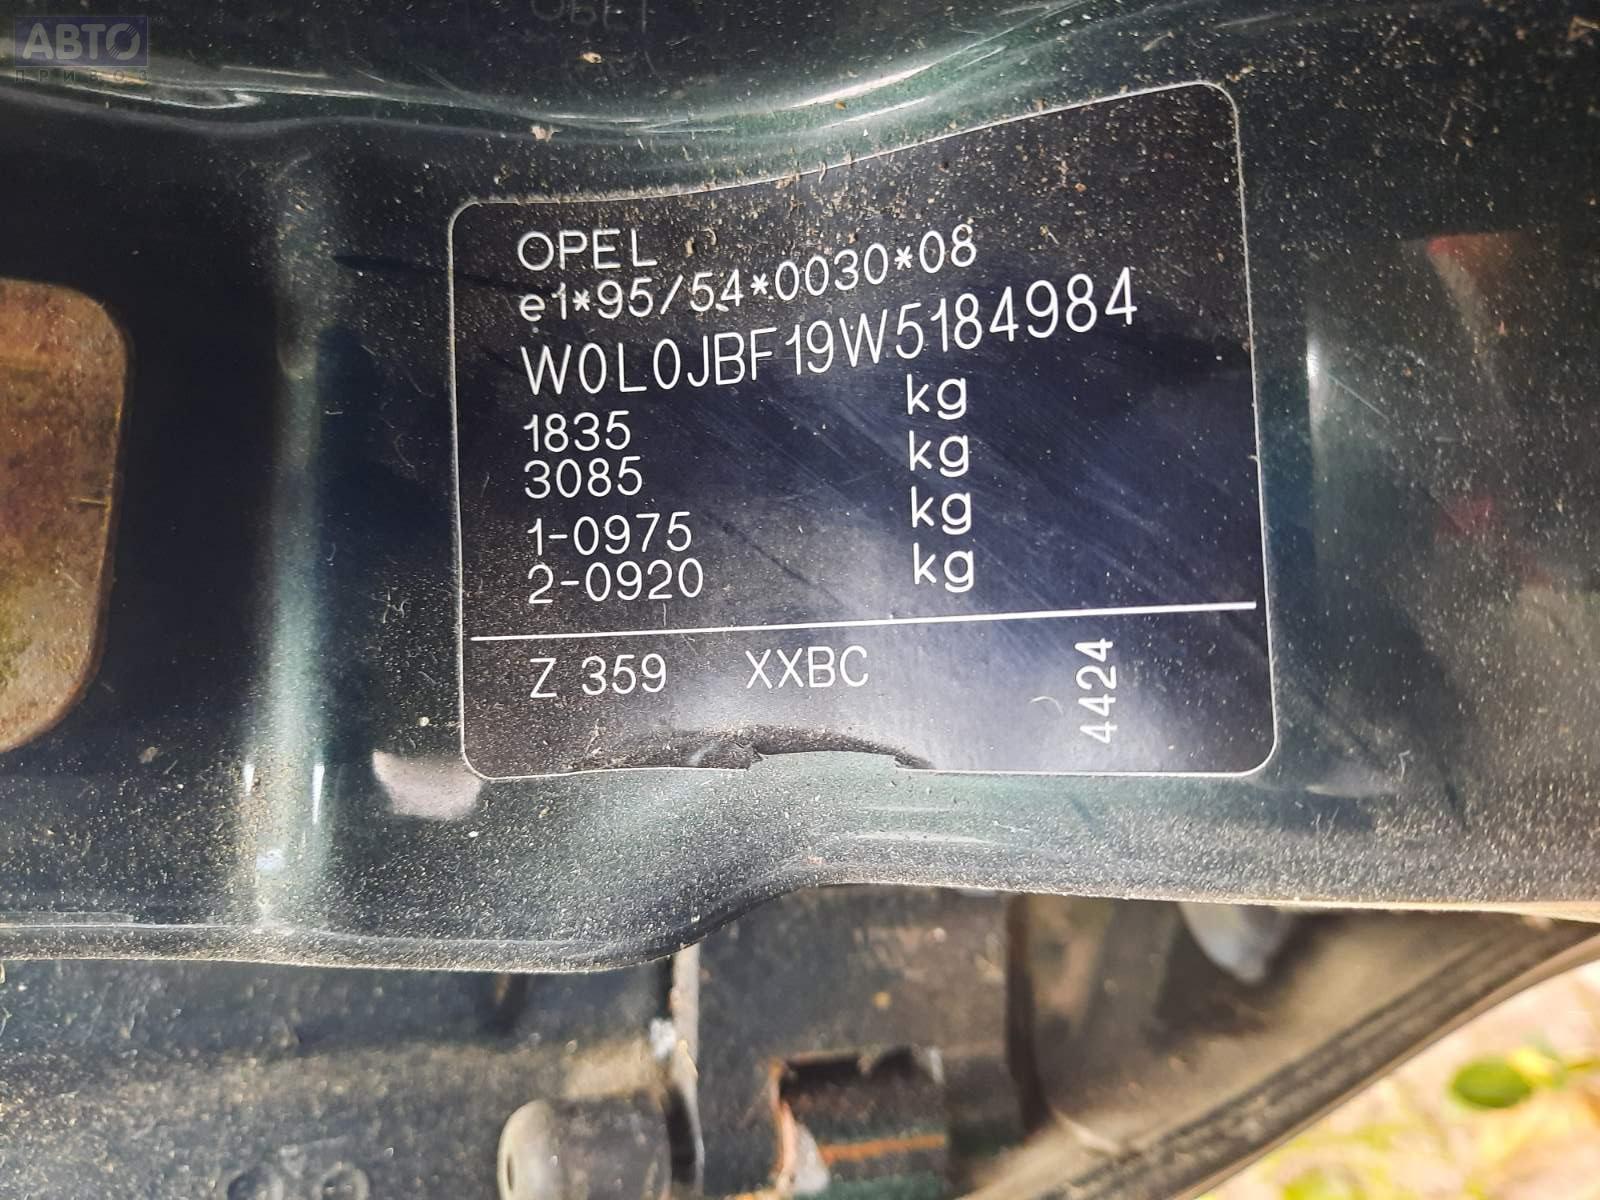 АВТО
ПРИВОЗ
OPEL
e1*95/54*0030*08
W0L0JBF19W5184984
1835 kg
3085 kg
1-0975 kg
2-0920 kg
Z 359 XXBC 4424